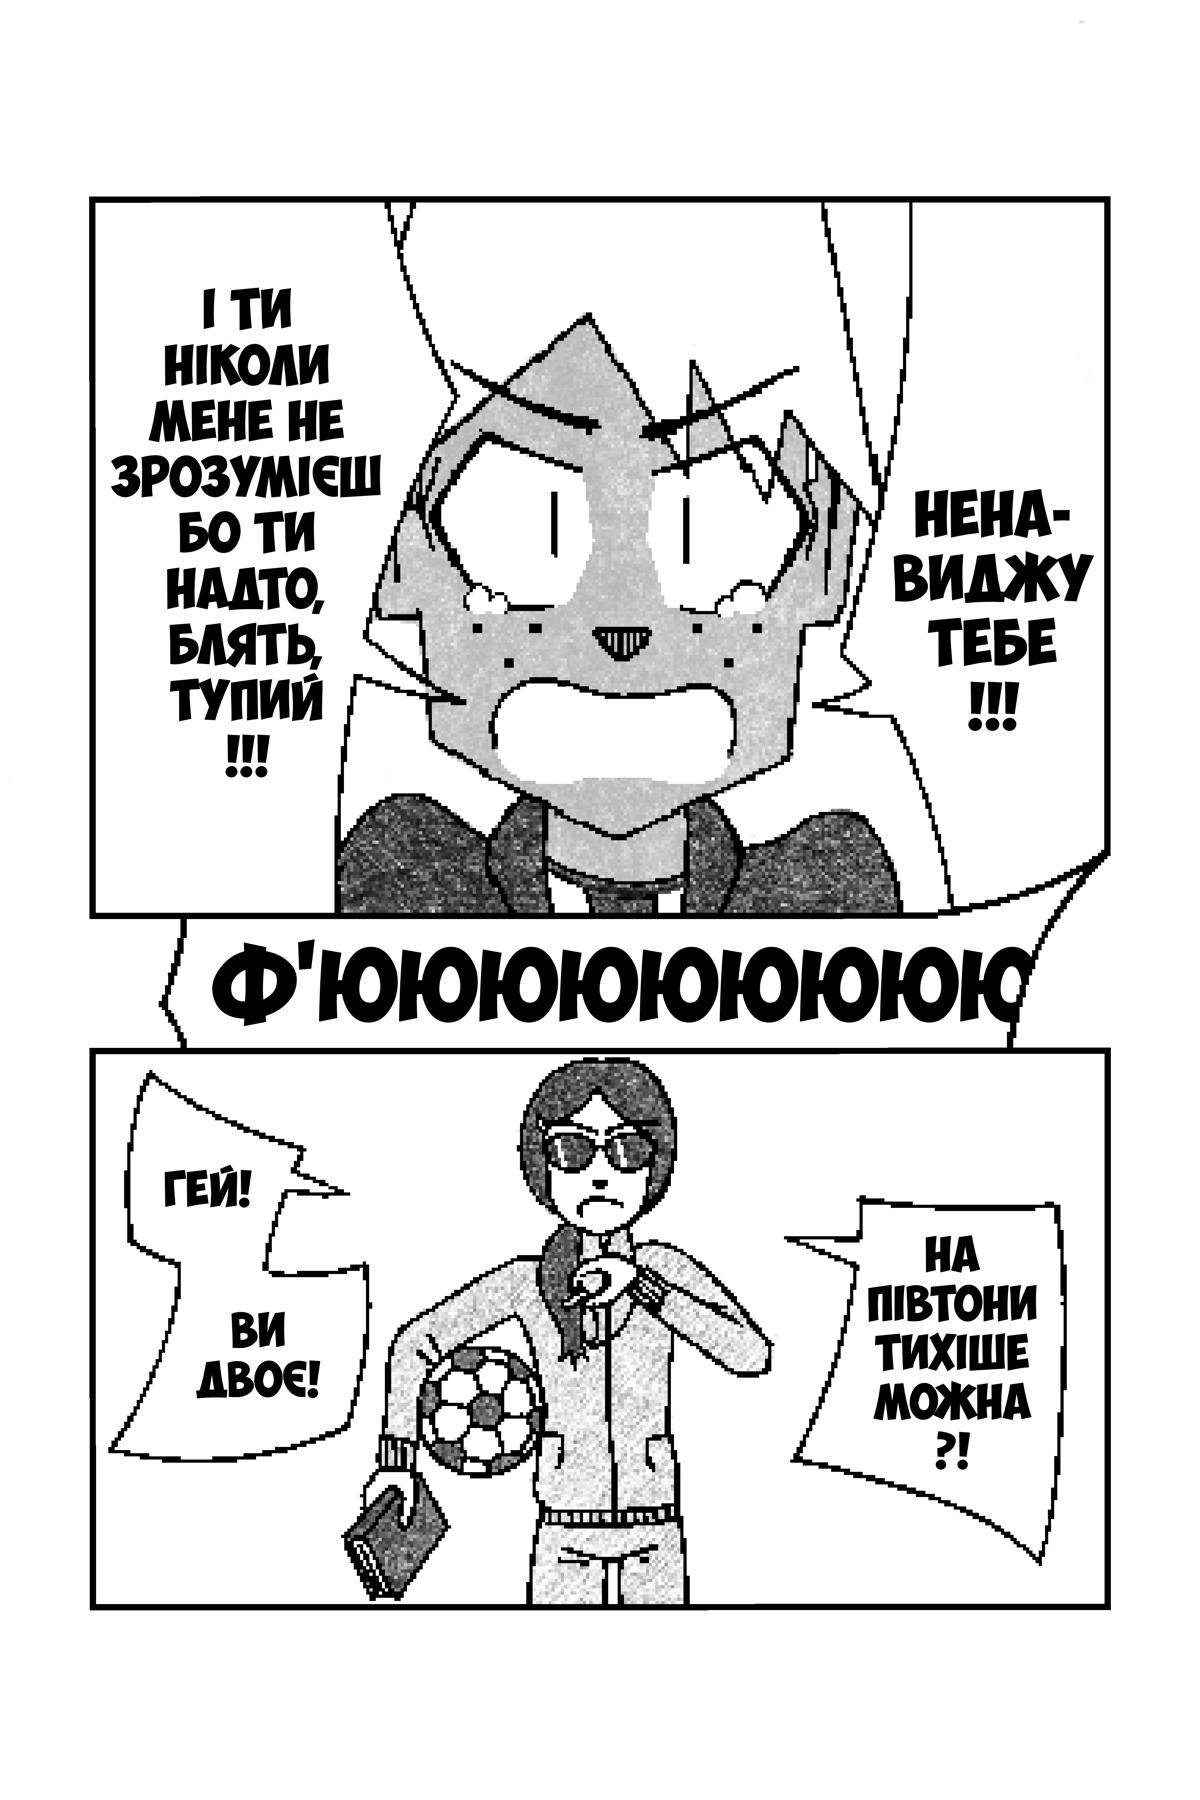 І ТИ
НІКОЛИ
МЕНЕ НЕ
ЗРОЗУМІЄШ
БО ТИ
НАДТО,
БЛЯТЬ,
ТУПИЙ
!!!
НЕНА-
ВИДЖУ
ТЕБЕ
!!!
Ф'ЮЮЮЮЮЮЮЮЮ
ГЕЙ!
ВИ
ДВОЄ!
НА
ПІВТОНИ
ТИХІШЕ
МОЖНА
?!